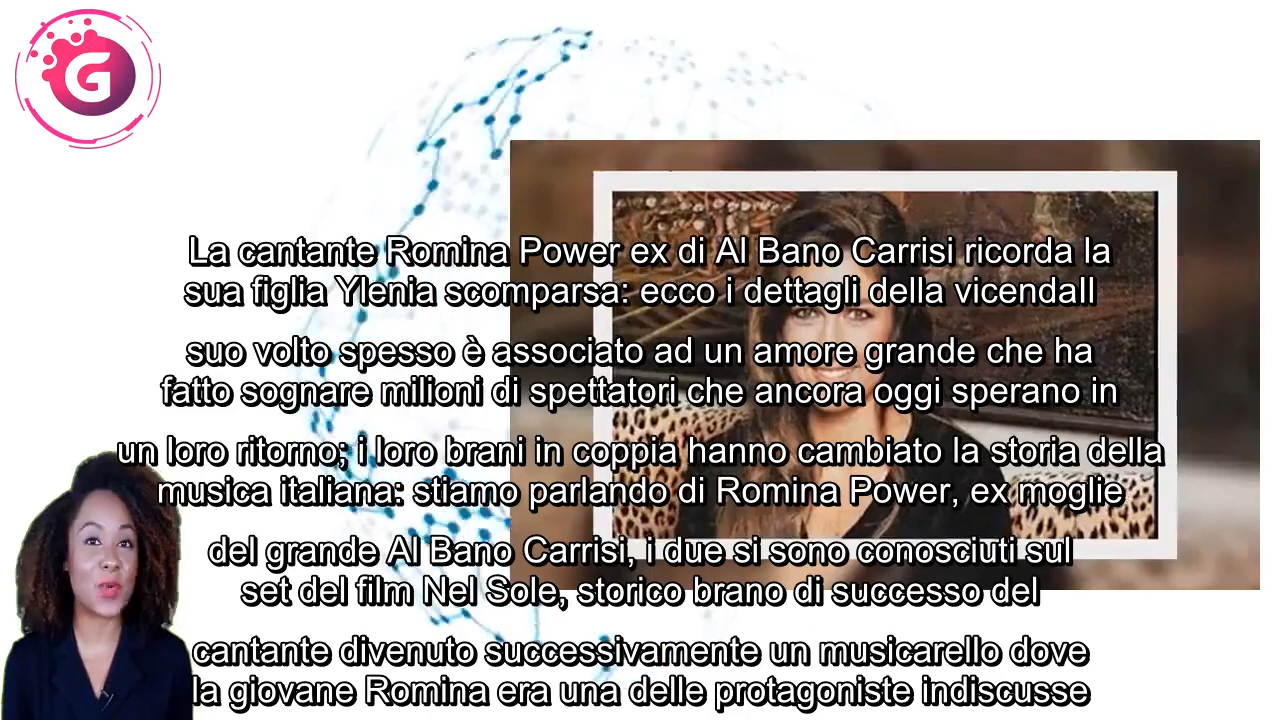 G
La cantante Romina Power ex di Al Bano Carrisi ricorda la
sua figlia Ylenia scomparsa: ecco i dettagli della vicendaIl
suo volto spesso è associato ad un amore grande che ha
fatto sognare milioni di spettatori che ancora oggi sperano in
un loro ritorno; i loro brani in coppia hanno cambiato la storia della
musica italiana: stiamo parlando di Romina Power, ex moglie
del grande Al Bano Carrisi, i due si sono conosciuti sul
set del film Nel Sole, storico brano di successo del
cantante divenuto successivamente un musicarello dove
la giovane Romina era una delle protagoniste indiscusse